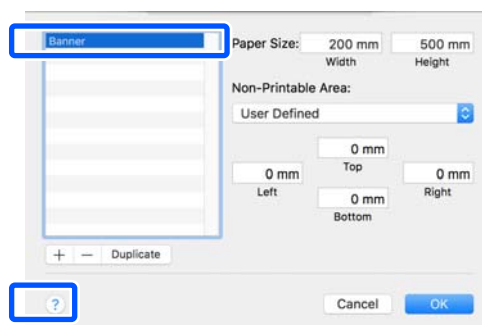 Banner
Paper Size: 200 mm 500 mm
Width Height
Non-Printable Area:
User Defined
0 mm
Top
0 mm 0 mm
Left Right
0 mm
Bottom
+ − Duplicate
? Cancel OK